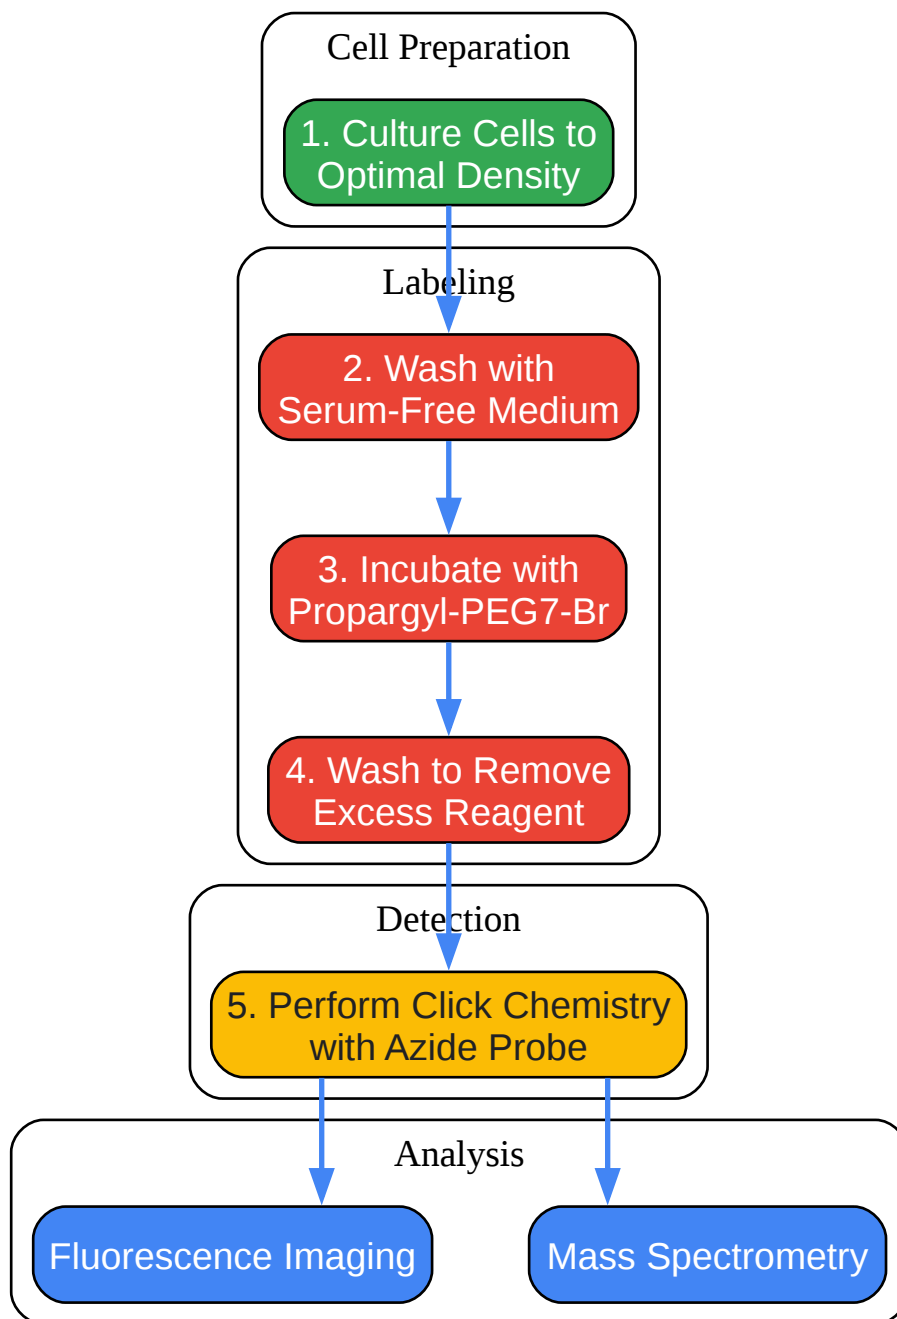 Cell Preparation
1. Culture Cells to
Optimal Density
Labeling
2. Wash with
Serum-Free Medium
3. Incubate with
Propargyl-PEG7-Br
4. Wash to Remove
Excess Reagent
Detection
5. Perform Click Chemistry
with Azide Probe
Analysis
Fluorescence Imaging
Mass Spectrometry